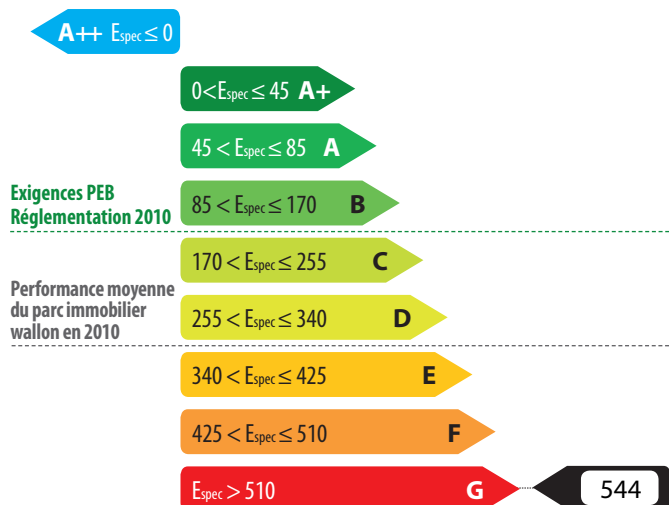 A++ Espec ≤ 0
0<Espec ≤ 45 A+
45 < Espec ≤ 85 A
Exigences PEB
Réglementation 2010
85 < Espec ≤ 170 B
170 < Espec ≤ 255 C
Performance moyenne
du parc immobilier
wallon en 2010
255 < Espec ≤ 340 D
340 < Espec ≤ 425 E
425 < Espec ≤ 510 F
Espec > 510 G 544